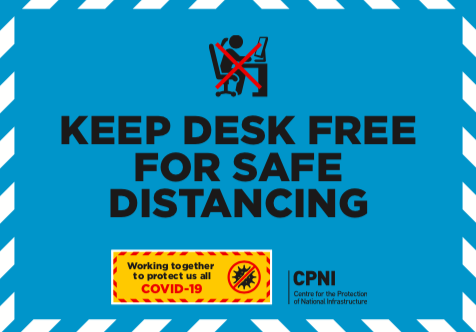 KEEP DESK FREE
FOR SAFE
DISTANCING
Working together
to protect us all
COVID-19
CPNI
Centre for the Protection
of National Infrastructure